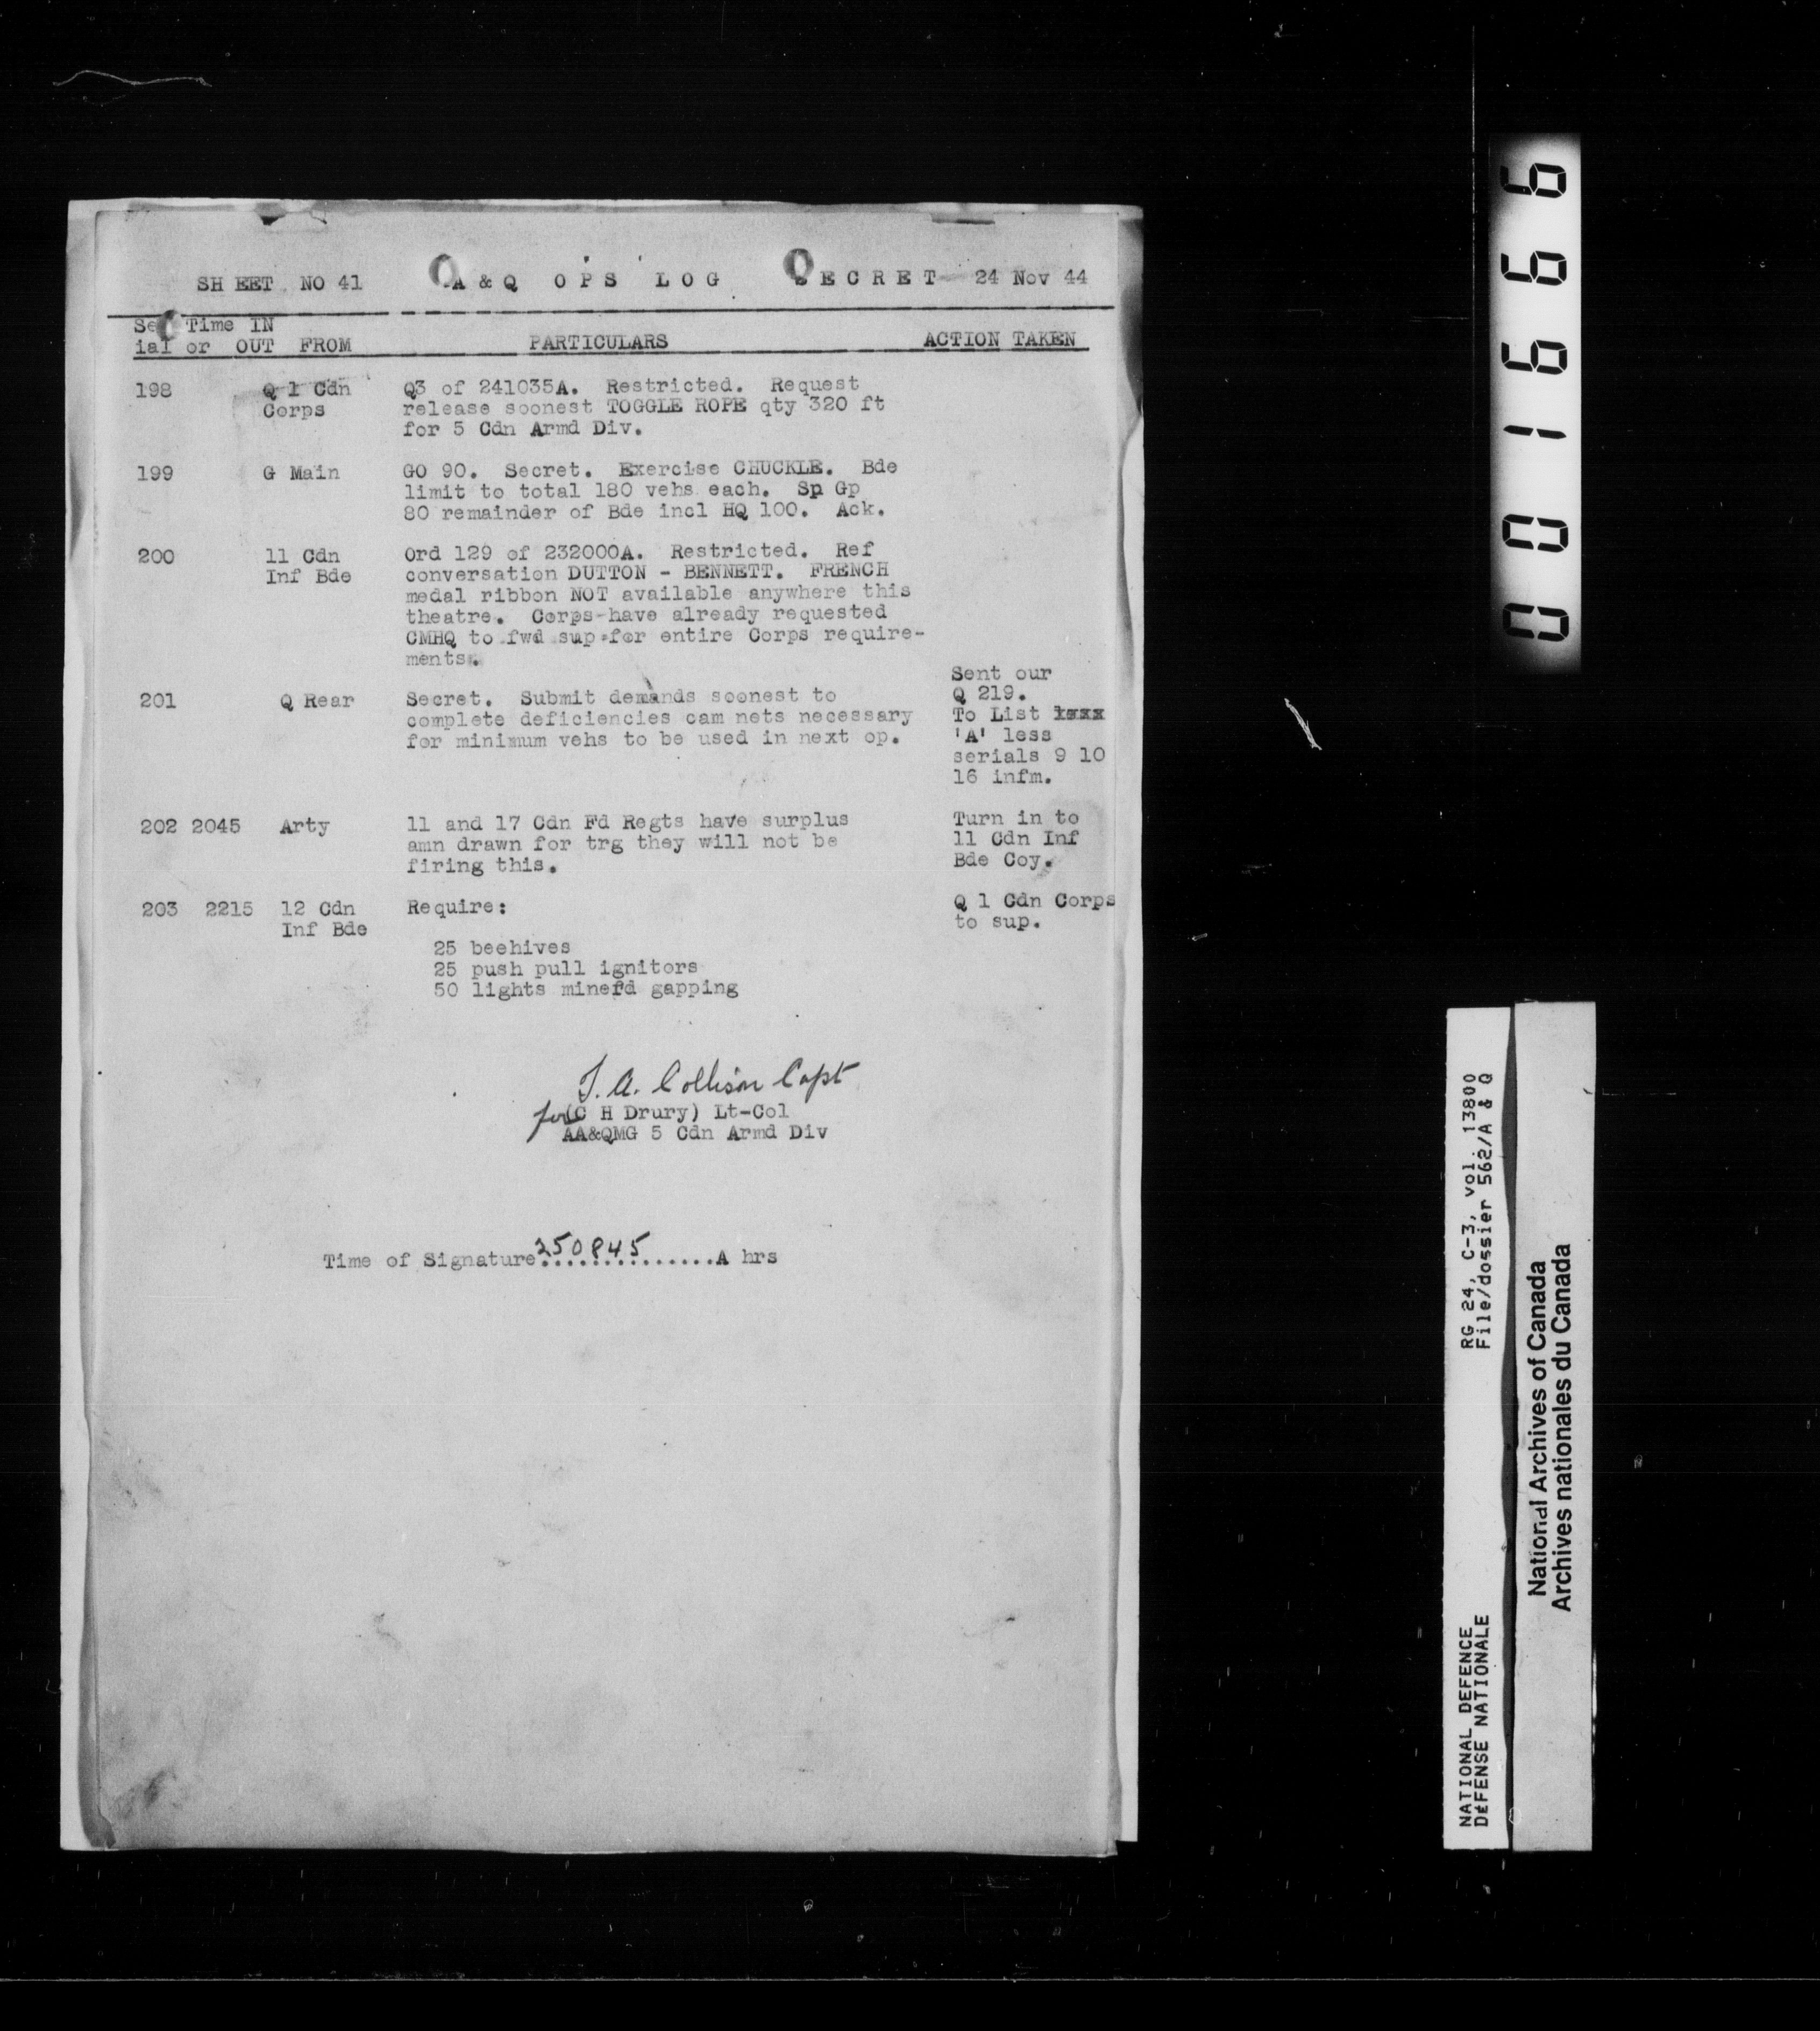 SH EET NO 41 A & Q OPS LOG SECRET 24 Nov 44
Ser Time IN
ial or OUT FROM PARTICULARS ACTION TAKEN
198 Q 1 Cdn Q3 of 241035A. Restricted. Request
Corps release soonest TOGGLE ROPE qty 320 ft
for 5 Cdn Armd Div.
199 G Main GO 90. Secret. Exercise CHUCKLE. Bde
limit to total 180 vehs each. Sp Gp
80 remainder of Bde incl HQ 100. Ack.
200 11 Cdn Ord 129 of 232000A. Restricted. Ref
Inf Bde conversation DUTTON - BENNETT. FRENCH
medal ribbon NOT available anywhere this
theatre. Corps have already requested
CMHQ to fwd sup for entire Corps require-
ments.
201 Q Rear Secret. Submit demands soonest to
complete deficiencies cam nets necessary
for minimum vehs to be used in next op.
Sent our
Q 219.
To List
'A' less
serials 9 10
16 infm.
202 2045 Arty 11 and 17 Cdn Fd Regts have surplus
amn drawn for trg they will not be
firing this.
Turn in to
11 Cdn Inf
Bde Coy.
203 2215 12 Cdn Require:
Inf Bde
25 beehives
25 push pull ignitors
50 lights minefd gapping
Q 1 Cdn Corps
to sup.
Collison Capt
for (C H Drury) Lt-Col
AA&QMG 5 Cdn Armd Div
Time of Signature 250845 A hrs
001666
RG 24, C-3, vol. 13800
File/dossier 562/A & Q
NATIONAL DEFENCE
DÉFENSE NATIONALE
National Archives of Canada
Archives nationales du Canada